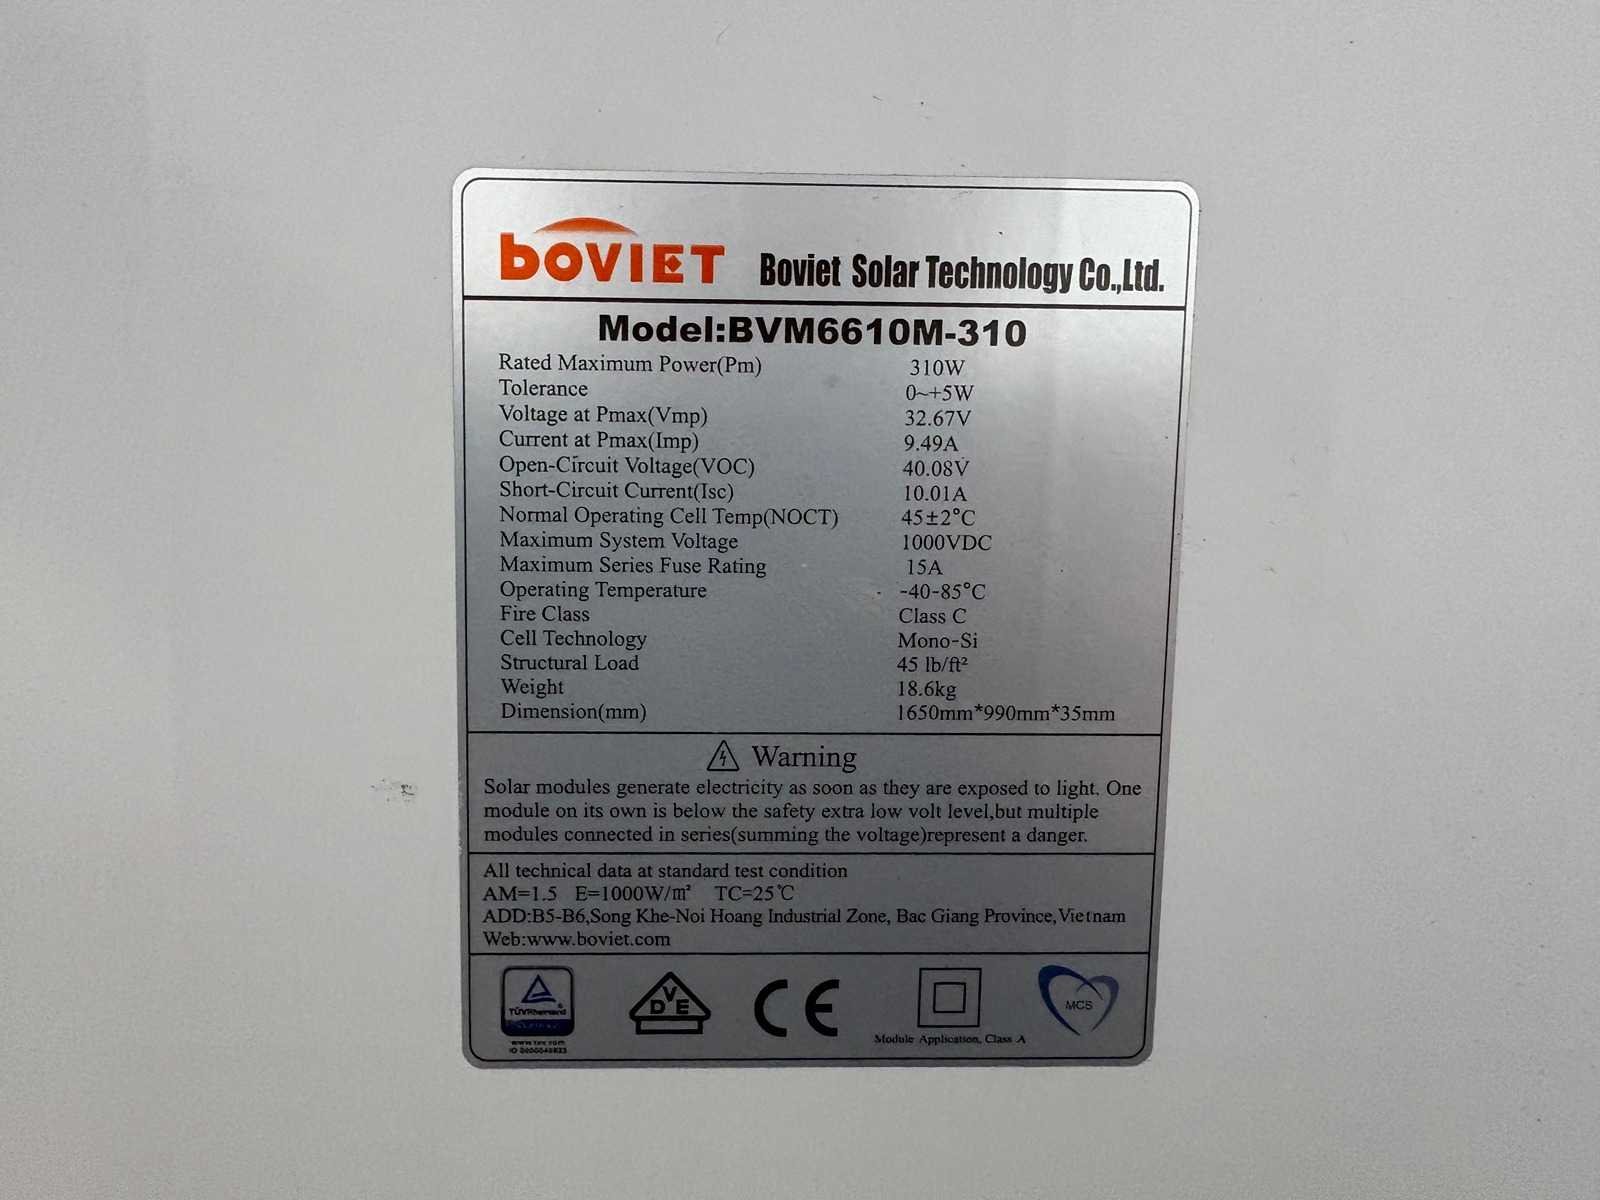 bOVIET Boviet Solar Technology Co.,Ltd.
Model:BVM6610M-310
Rated Maximum Power(Pm) 310W
Tolerance 0~+5W
Voltage at Pmax(Vmp) 32.67V
Current at Pmax(Imp) 9.49A
Open-Circuit Voltage(VOC) 40.08V
Short-Circuit Current(Isc) 10.01A
Normal Operating Cell Temp(NOCT) 45±2°C
Maximum System Voltage 1000VDC
Maximum Series Fuse Rating 15A
Operating Temperature -40-85°C
Fire Class Class C
Cell Technology Mono-Si
Structural Load 45 lb/ft²
Weight 18.6kg
Dimension(mm) 1650mm*990mm*35mm
Warning
Solar modules generate electricity as soon as they are exposed to light. One
module on its own is below the safety extra low volt level,but multiple
modules connected in series(summing the voltage)represent a danger.
All technical data at standard test condition
AM=1.5 E=1000W/m² TC=25℃
ADD:B5-B6,Song Khe-Noi Hoang Industrial Zone, Bac Giang Province,Vietnam
Web:www.boviet.com
TÜVRheinland
www.tuv.com
VDE
CE
Module Application, Class A
MCS